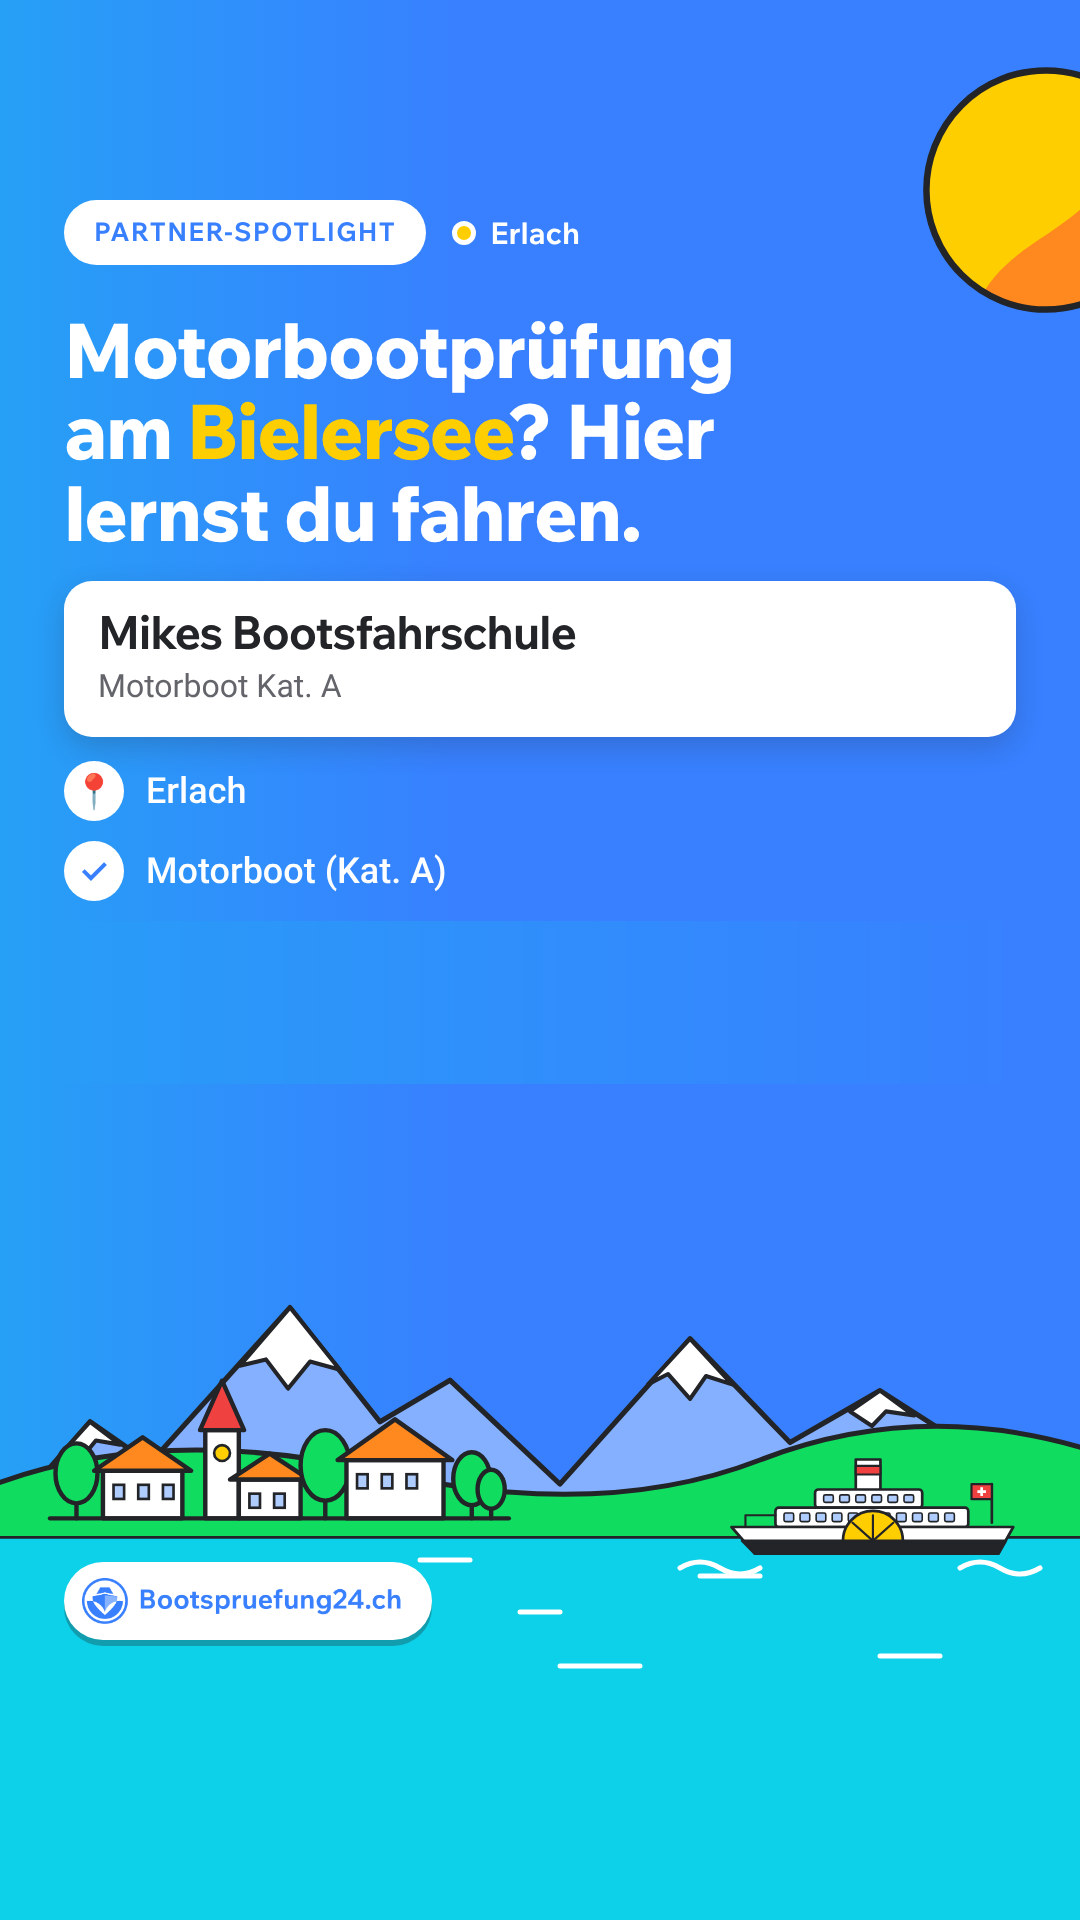 PARTNER-SPOTLIGHT
Erlach
Motorbootprüfung
am Bielersee? Hier
lernst du fahren.
Mikes Bootsfahrschule
Motorboot Kat. A
Erlach
Motorboot (Kat. A)
Bootspruefung24.ch